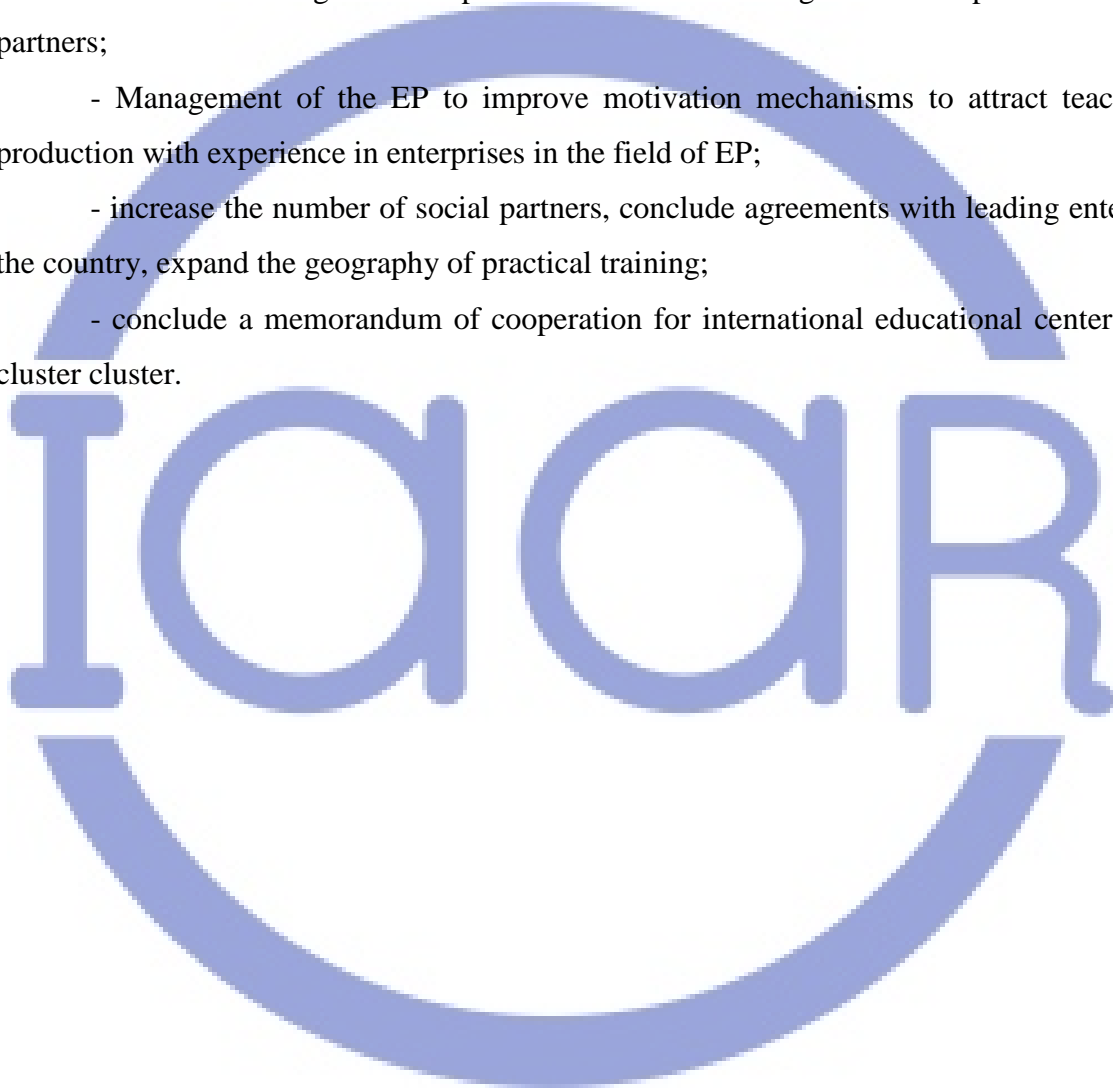 partners;
- Management of the EP to improve motivation mechanisms to attract teac
production with experience in enterprises in the field of EP;
- increase the number of social partners, conclude agreements with leading ente
the country, expand the geography of practical training;
- conclude a memorandum of cooperation for international educational center
cluster cluster.
IaaR